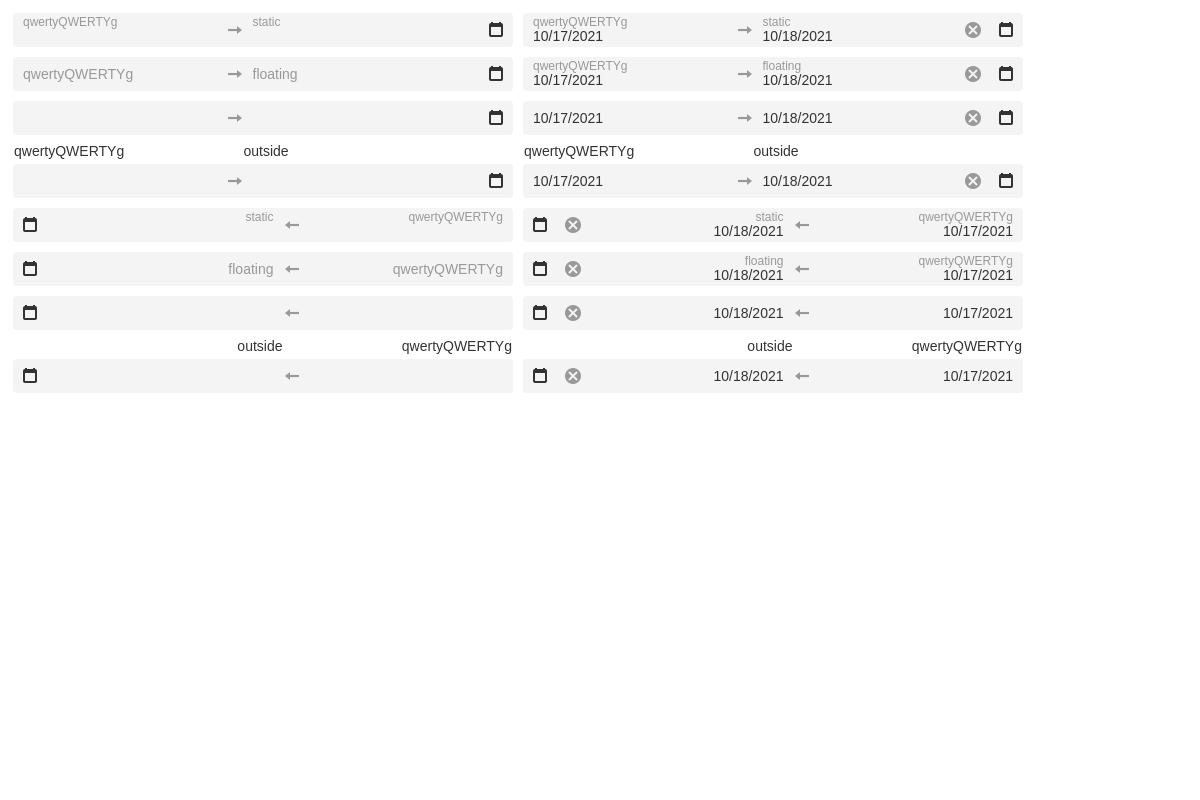 qwertyQWERTYg static qwertyQWERTYg static
10/17/2021 10/18/2021
qwertyQWERTYg floating qwertyQWERTYg floating
10/17/2021 10/18/2021
10/17/2021 10/18/2021
qwertyQWERTYg outside qwertyQWERTYg outside
10/17/2021 10/18/2021
static qwertyQWERTYg static qwertyQWERTYg
10/18/2021 10/17/2021
floating qwertyQWERTYg floating qwertyQWERTYg
10/18/2021 10/17/2021
10/18/2021 10/17/2021
outside qwertyQWERTYg outside qwertyQWERTYg
10/18/2021 10/17/2021